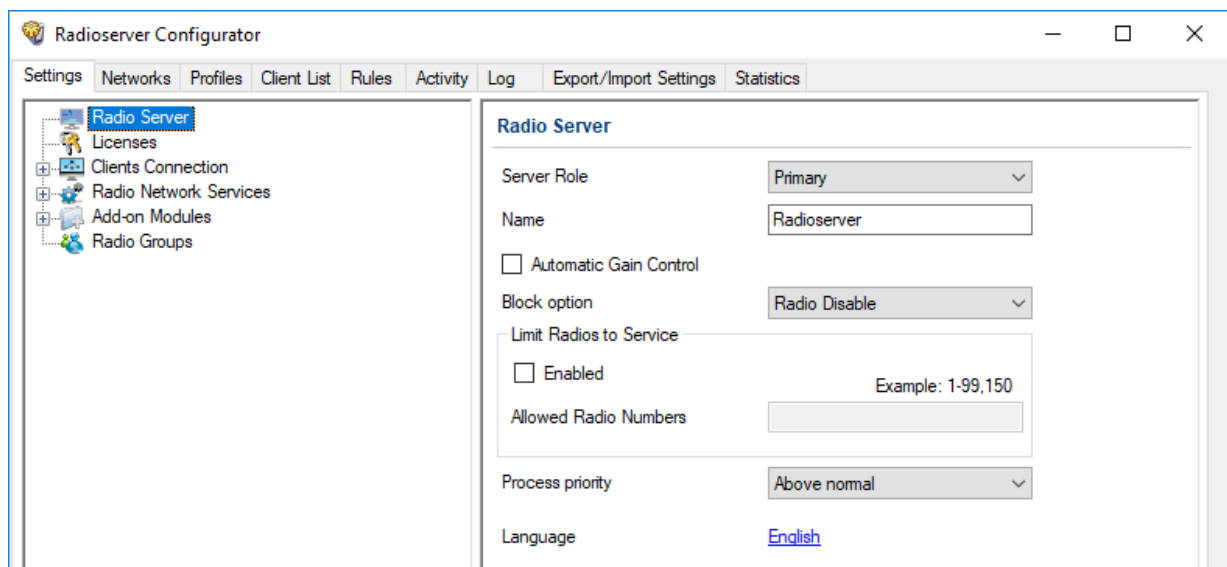 Radioserver Configurator
Settings Networks Profiles Client List Rules Activity Log Export/Import Settings Statistics
Radio Server
Licenses
Clients Connection
Radio Network Services
Add-on Modules
Radio Groups
Radio Server
Server Role Primary
Name Radioserver
Automatic Gain Control
Block option Radio Disable
Limit Radios to Service
Enabled
Example: 1-99,150
Allowed Radio Numbers
Process priority Above normal
Language English